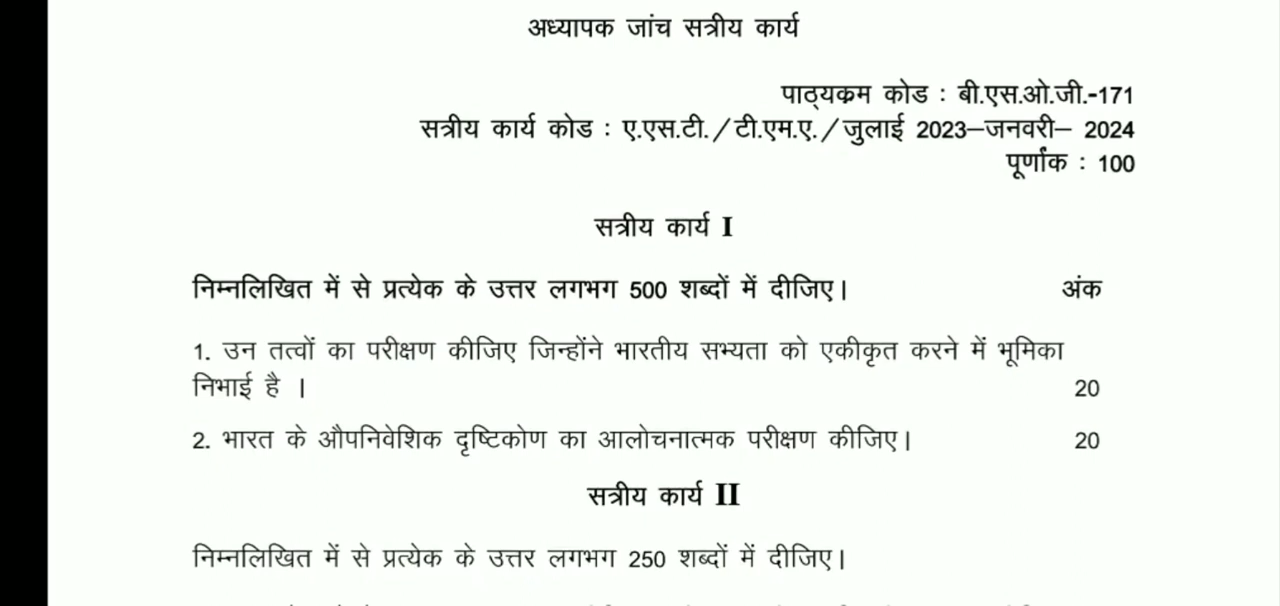 अध्यापक जांच सत्रीय कार्य
पाठ्यक्रम कोड : बी.एस.ओ.जी.-171
सत्रीय कार्य कोड : ए.एस.टी./टी.एम.ए./जुलाई 2023–जनवरी– 2024
पूर्णांक : 100
सत्रीय कार्य I
निम्नलिखित में से प्रत्येक के उत्तर लगभग 500 शब्दों में दीजिए। अंक
1. उन तत्वों का परीक्षण कीजिए जिन्होंने भारतीय सभ्यता को एकीकृत करने में भूमिका
निभाई है । 20
2. भारत के औपनिवेशिक दृष्टिकोण का आलोचनात्मक परीक्षण कीजिए। 20
सत्रीय कार्य II
निम्नलिखित में से प्रत्येक के उत्तर लगभग 250 शब्दों में दीजिए।